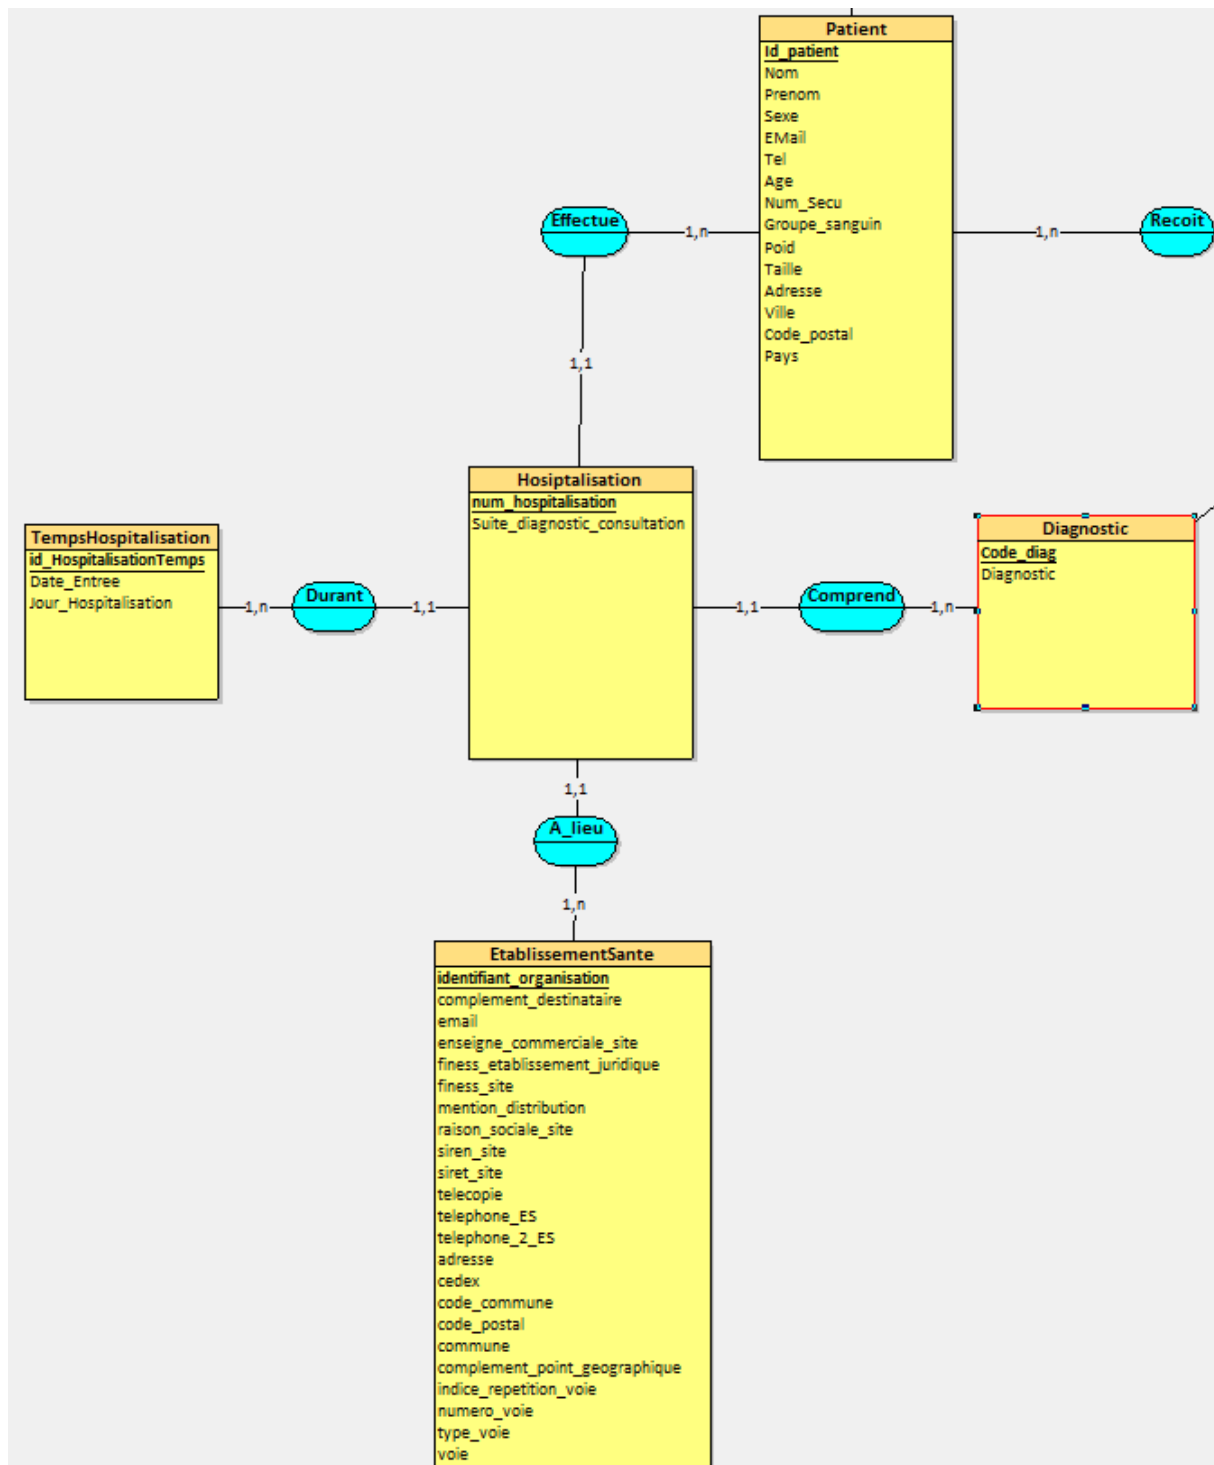 Patient
Id_patient
Nom
Prenom
Sexe
EMail
Tel
Age
Num_Secu
Groupe_sanguin
Poid
Taille
Adresse
Ville
Code_postal
Pays
Effectue
1,n
1,n
Recoit
1,1
Hosiptalisation
num_hospitalisation
Suite_diagnostic_consultation
TempsHospitalisation
id_HospitalisationTemps
Date_Entree
Jour_Hospitalisation
1,n
Durant
1,1
1,1
Comprend
1,n
Diagnostic
Code_diag
Diagnostic
1,1
A_lieu
1,n
EtablissementSante
identifiant_organisation
complement_destinataire
email
enseigne_commerciale_site
finess_etablissement_juridique
finess_site
mention_distribution
raison_sociale_site
siren_site
siret_site
telecopie
telephone_ES
telephone_2_ES
adresse
cedex
code_commune
code_postal
commune
complement_point_geographique
indice_repetition_voie
numero_voie
type_voie
voie